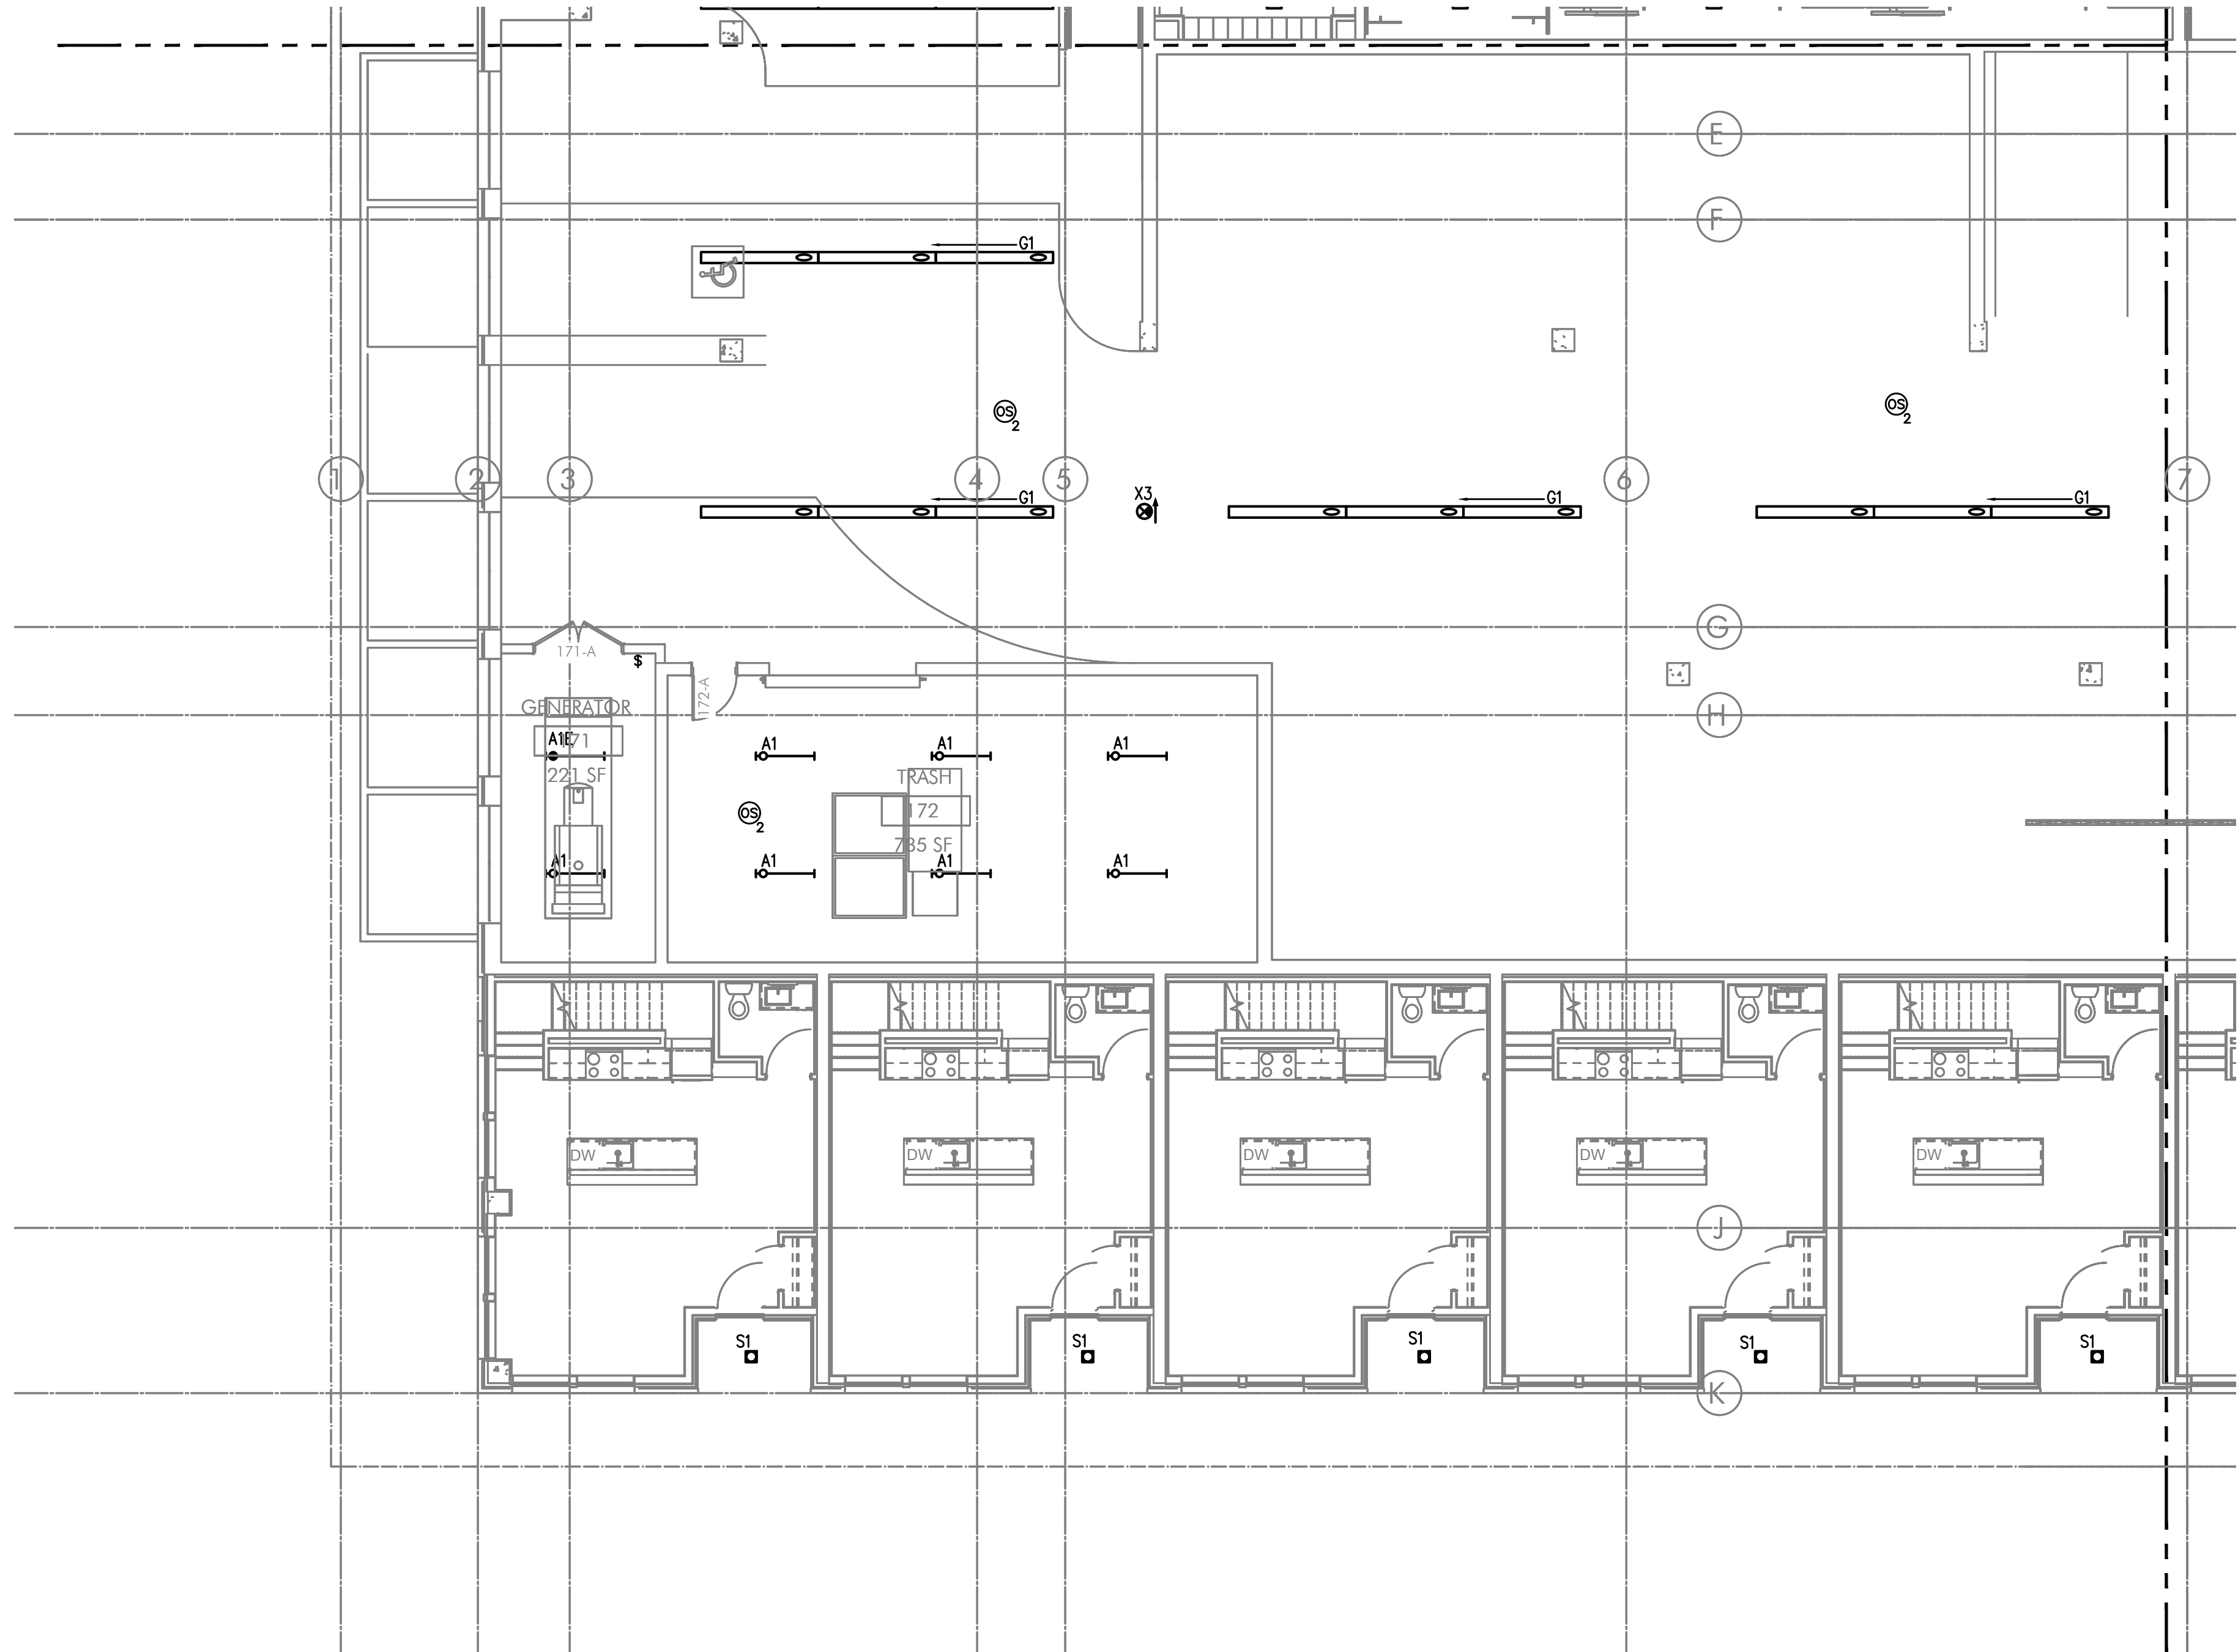 E
F
G1
OS
2
OS
2
1
2
3
4
5
6
7
X3
G1
G1
G1
G
171-A
$
172-A
GENERATOR
H
A1E
171
A1
A1
A1
221 SF
TRASH
OS
2
172
735 SF
A1
A1
A1
A1
DW
DW
DW
DW
DW
J
S1
S1
S1
S1
S1
K